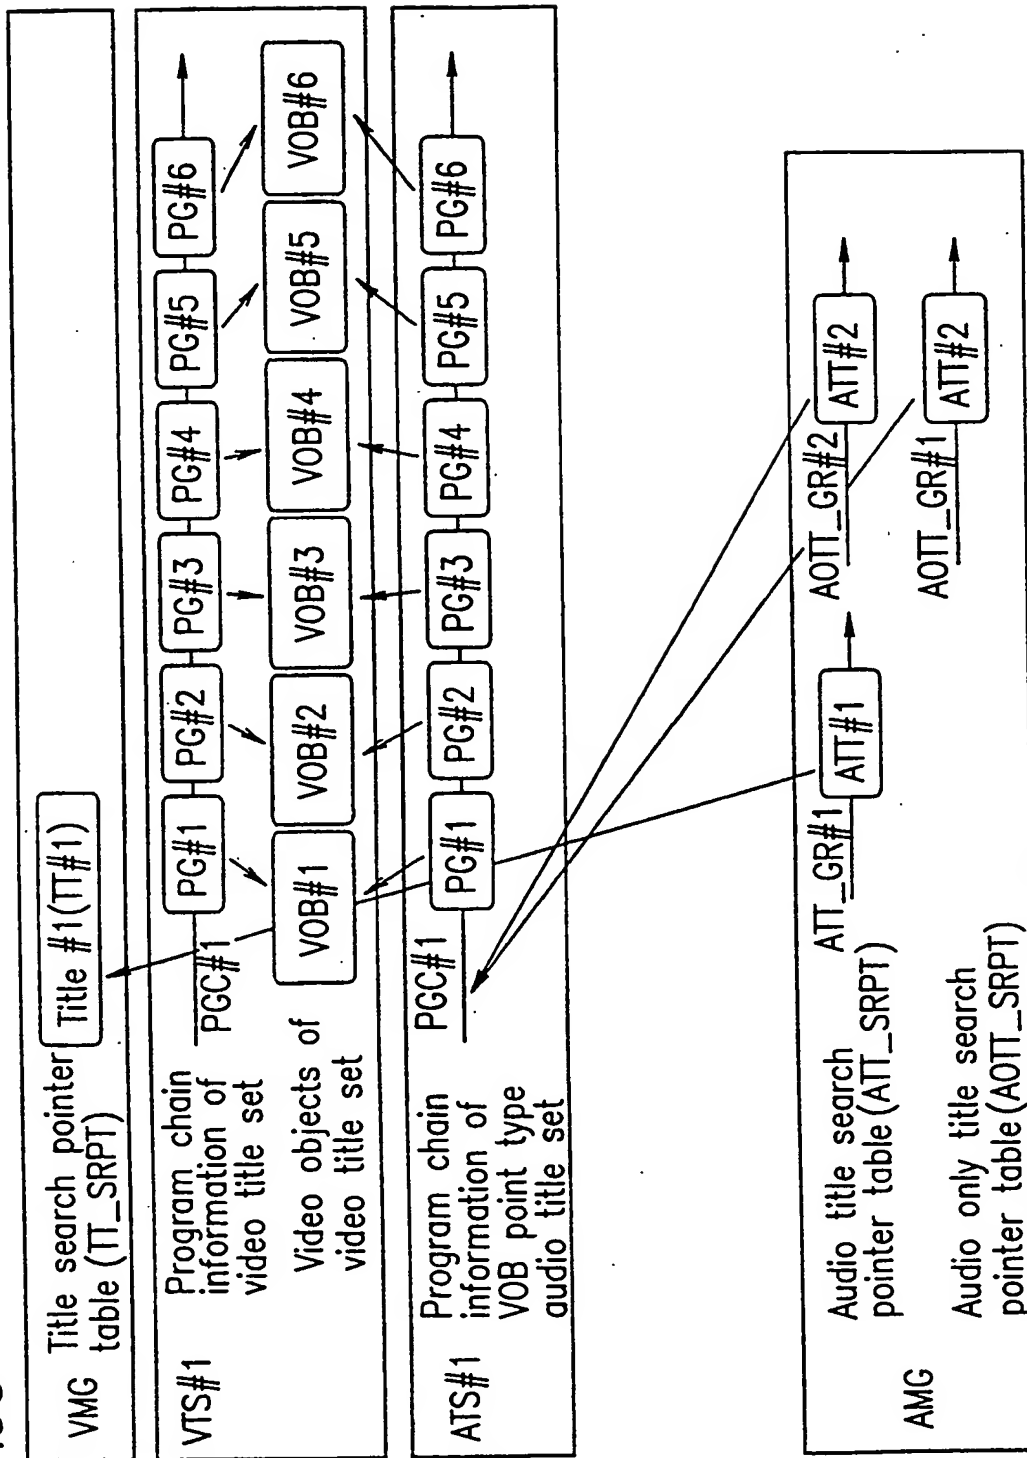 VMG
Title search pointer
table (TT_SRPT)
Title #1(TT#1)
VTS#1
Program chain
information of
video title set
PGC#1
PG#1
PG#2
PG#3
PG#4
PG#5
PG#6
Video objects of
video title set
VOB#1
VOB#2
VOB#3
VOB#4
VOB#5
VOB#6
ATS#1
Program chain
information of
VOB point type
audio title set
PGC#1
PG#1
PG#2
PG#3
PG#4
PG#5
PG#6
AMG
Audio title search
pointer table(ATT_SRPT)
ATT_GR#1
ATT#1
AOTT_GR#2
ATT#2
Audio only title search
pointer table(AOTT_SRPT)
AOTT_GR#1
ATT#2